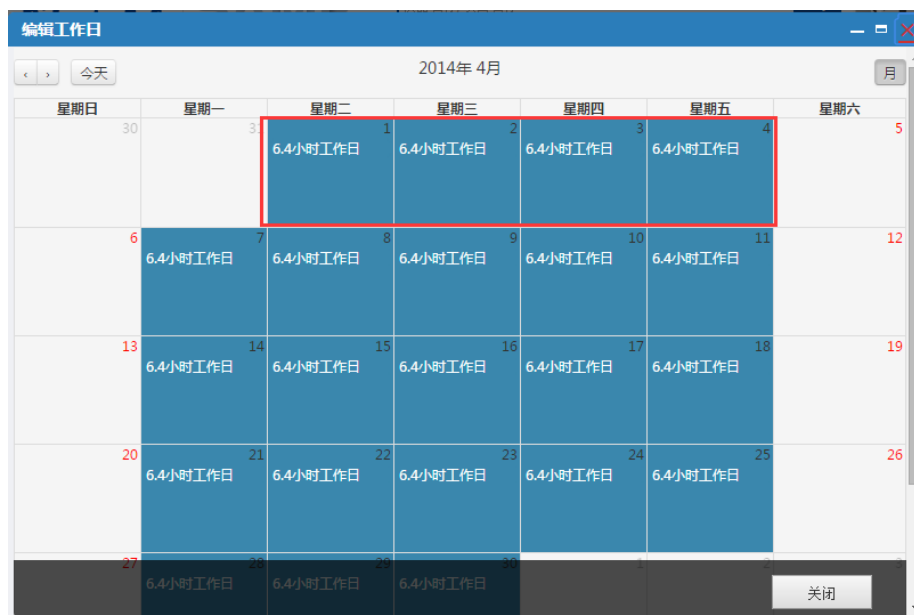 编辑工作日
‹ › 今天 2014年 4月 月
星期日 星期一 星期二 星期三 星期四 星期五 星期六
30 31 1 2 3 4 5
6.4小时工作日 6.4小时工作日 6.4小时工作日 6.4小时工作日
6 7 8 9 10 11 12
6.4小时工作日 6.4小时工作日 6.4小时工作日 6.4小时工作日 6.4小时工作日
13 14 15 16 17 18 19
6.4小时工作日 6.4小时工作日 6.4小时工作日 6.4小时工作日 6.4小时工作日
20 21 22 23 24 25 26
6.4小时工作日 6.4小时工作日 6.4小时工作日 6.4小时工作日 6.4小时工作日
27 28 29 30 1 2 3
6.4小时工作日 6.4小时工作日 6.4小时工作日
关闭